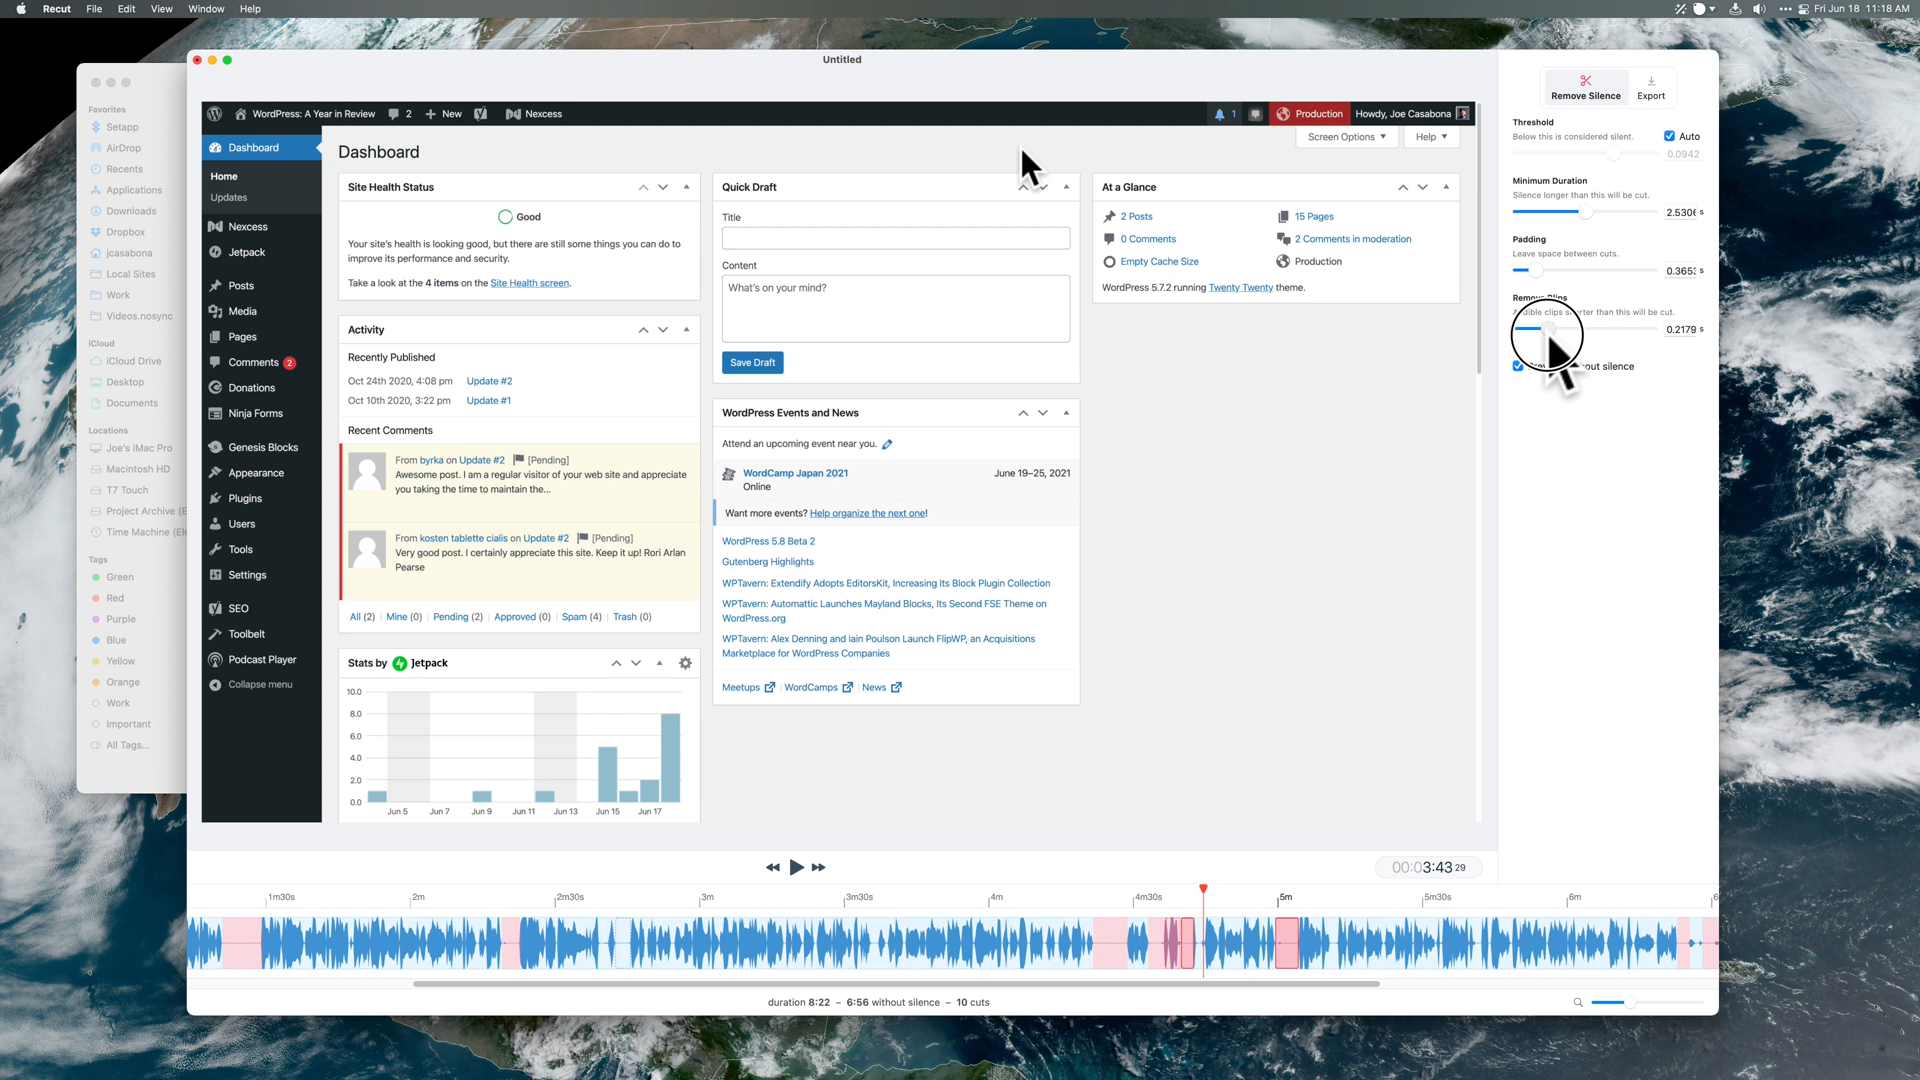 Recut File Edit View Window Help
Fri Jun 18 11:18 AM
Untitled
Favorites
Setapp
AirDrop
Recents
Applications
Downloads
Dropbox
jcasabona
Local Sites
Work
Videos.nosync
iCloud
iCloud Drive
Desktop
Documents
Locations
Joe's iMac Pro
Macintosh HD
T7 Touch
Project Archive (E
Time Machine (Ele
Tags
Green
Red
Purple
Blue
Yellow
Orange
Work
Important
All Tags...
WordPress: A Year in Review 2 New Nexcess
1 Production Howdy, Joe Casabona
Dashboard
Home
Updates
Nexcess
Jetpack
Posts
Media
Pages
Comments 2
Donations
Ninja Forms
Genesis Blocks
Appearance
Plugins
Users
Tools
Settings
SEO
Toolbelt
Podcast Player
Collapse menu
Screen Options ▼ Help ▼
Dashboard
Site Health Status
Good
Your site's health is looking good, but there are still some things you can do to
improve its performance and security.
Take a look at the 4 items on the Site Health screen.
Activity
Recently Published
Oct 24th 2020, 4:08 pm Update #2
Oct 10th 2020, 3:22 pm Update #1
Recent Comments
From byrka on Update #2 [Pending]
Awesome post. I am a regular visitor of your web site and appreciate
you taking the time to maintain the...
From kosten tablette cialis on Update #2 [Pending]
Very good post. I certainly appreciate this site. Keep it up! Rori Arlan
Pearse
All (2) | Mine (0) | Pending (2) | Approved (0) | Spam (4) | Trash (0)
Stats by Jetpack
10.0
8.0
6.0
4.0
2.0
0.0
Jun 5 Jun 7 Jun 9 Jun 11 Jun 13 Jun 15 Jun 17
Quick Draft
Title
Content
What's on your mind?
Save Draft
WordPress Events and News
Attend an upcoming event near you.
WordCamp Japan 2021 June 19–25, 2021
Online
Want more events? Help organize the next one!
WordPress 5.8 Beta 2
Gutenberg Highlights
WPTavern: Extendify Adopts EditorsKit, Increasing Its Block Plugin Collection
WPTavern: Automattic Launches Mayland Blocks, Its Second FSE Theme on
WordPress.org
WPTavern: Alex Denning and Iain Poulson Launch FlipWP, an Acquisitions
Marketplace for WordPress Companies
Meetups | WordCamps | News
At a Glance
2 Posts 15 Pages
0 Comments 2 Comments in moderation
Empty Cache Size Production
WordPress 5.7.2 running Twenty Twenty theme.
Remove Silence Export
Threshold
Below this is considered silent. Auto
0.0942
Minimum Duration
Silence longer than this will be cut.
2.530 s
Padding
Leave space between cuts.
0.365 s
Remove
than this will be cut.
0.2179 s
silence
00:03:43 29
1m30s 2m 2m30s 3m 3m30s 4m 4m30s 5m 5m30s 6m 6
duration 8:22 – 6:56 without silence – 10 cuts